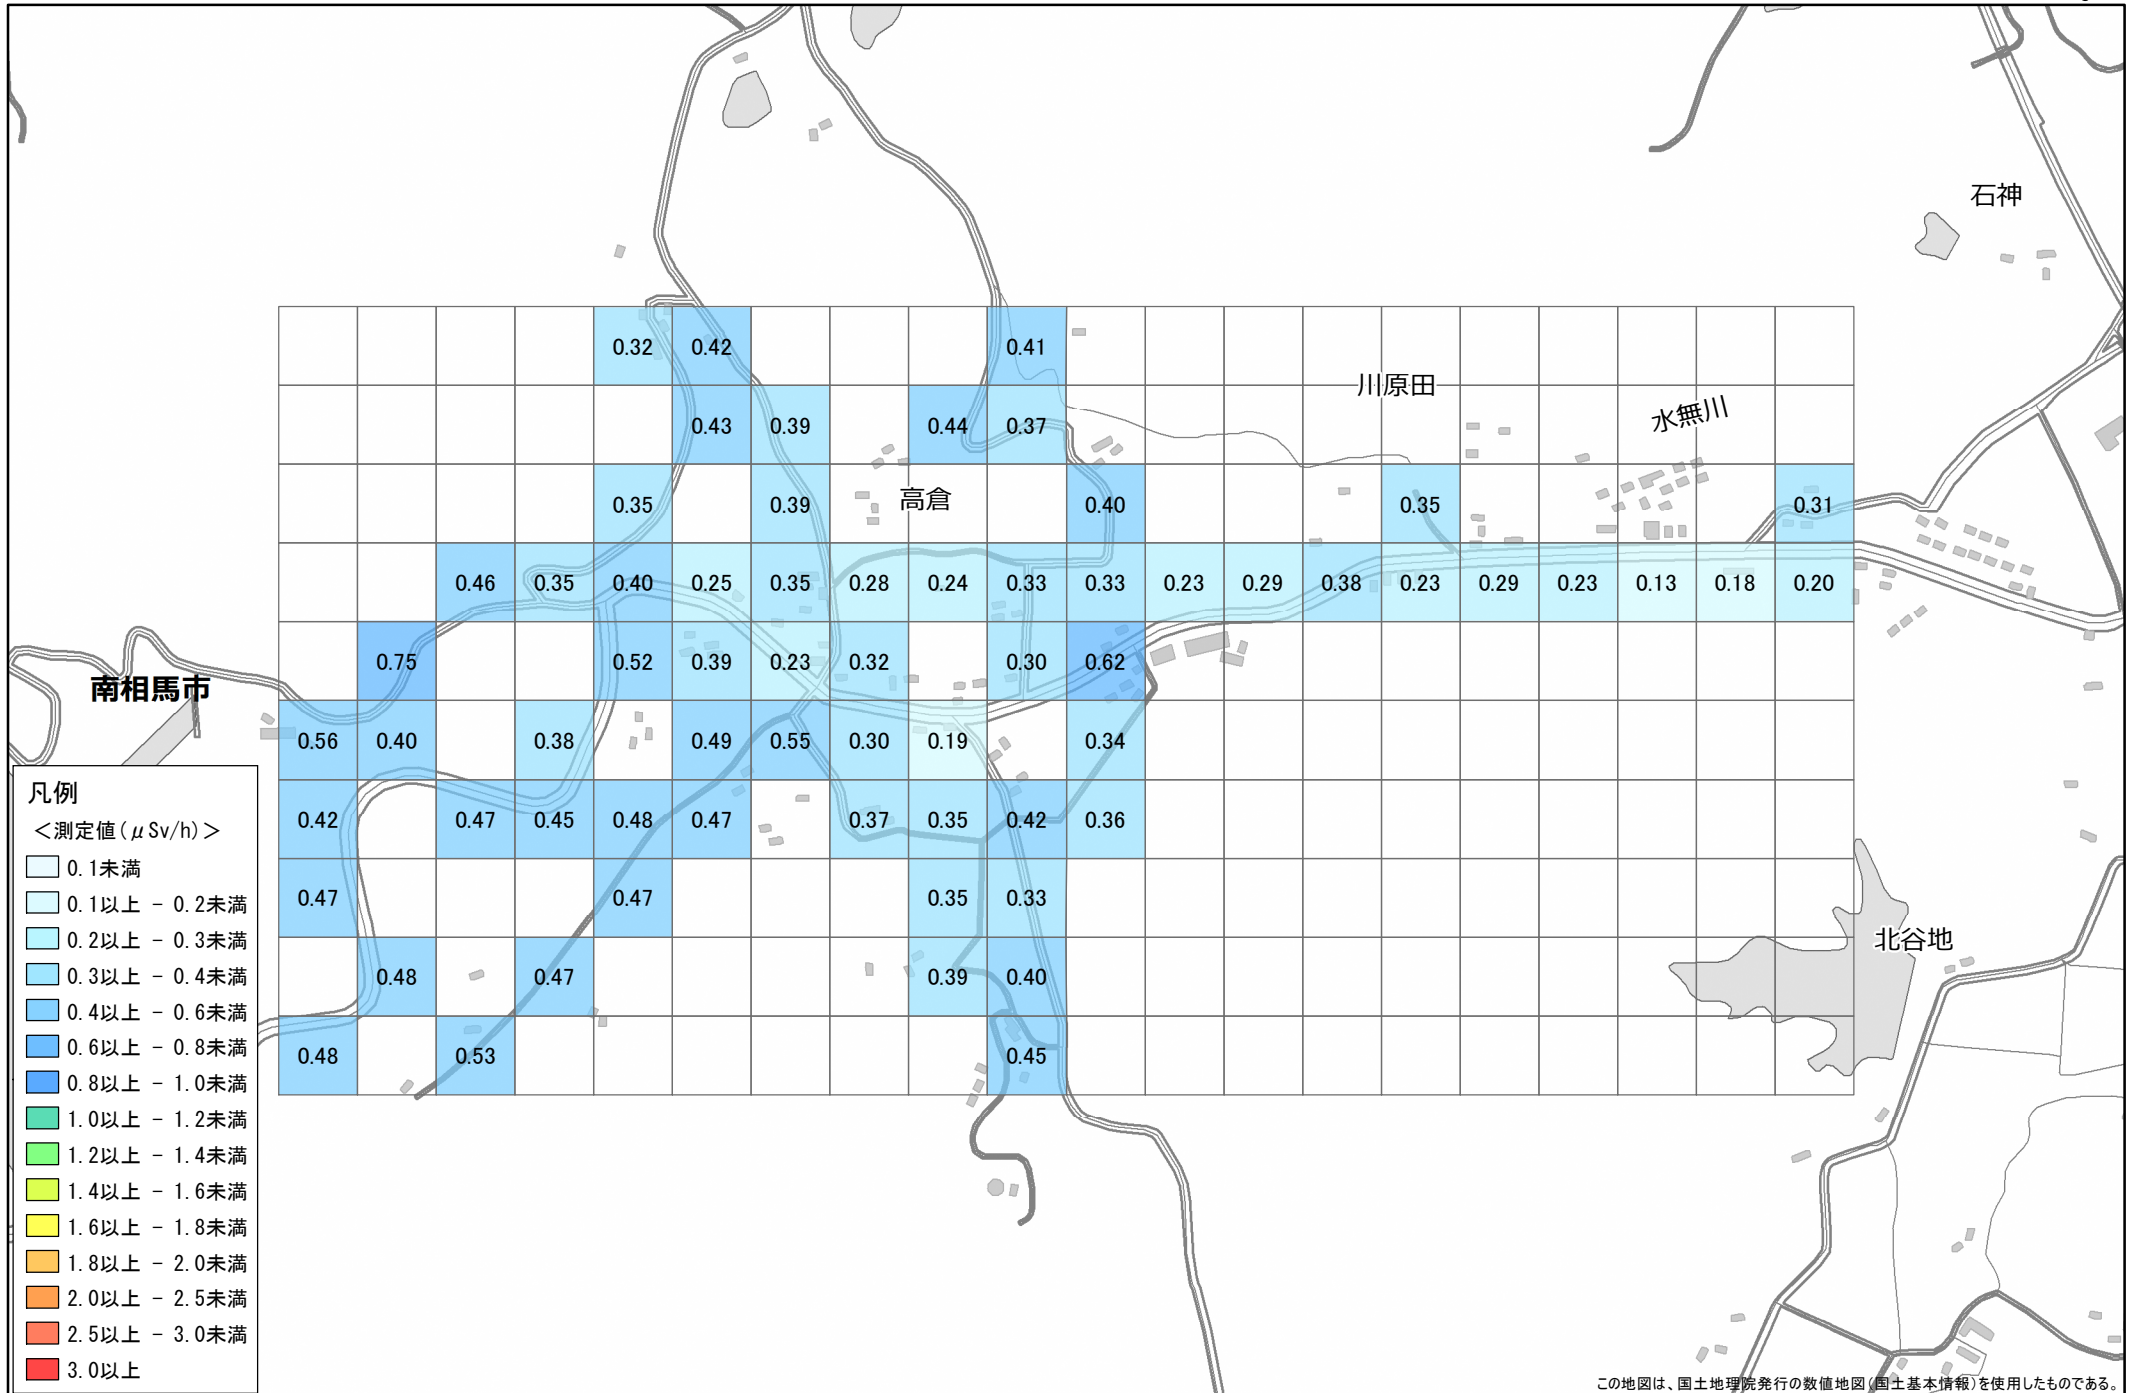 石神
0.32 0.42 0.41
川原田
水無川
0.43 0.39 0.44 0.37
高倉
0.35 0.39 0.40 0.35 0.31
0.46 0.35 0.40 0.25 0.35 0.28 0.24 0.33 0.33 0.23 0.29 0.38 0.23 0.29 0.23 0.13 0.18 0.20
0.75 0.52 0.39 0.23 0.32 0.30 0.62
南相馬市
0.56 0.40 0.38 0.49 0.55 0.30 0.19 0.34
0.42 0.47 0.45 0.48 0.47 0.37 0.35 0.42 0.36
0.47 0.47 0.35 0.33
北谷地
0.48 0.47 0.39 0.40
0.48 0.53 0.45
凡例
＜測定値(μSv/h)＞
0.1未満
0.1以上 － 0.2未満
0.2以上 － 0.3未満
0.3以上 － 0.4未満
0.4以上 － 0.6未満
0.6以上 － 0.8未満
0.8以上 － 1.0未満
1.0以上 － 1.2未満
1.2以上 － 1.4未満
1.4以上 － 1.6未満
1.6以上 － 1.8未満
1.8以上 － 2.0未満
2.0以上 － 2.5未満
2.5以上 － 3.0未満
3.0以上
この地図は、国土地理院発行の数値地図(国土基本情報)を使用したものである。